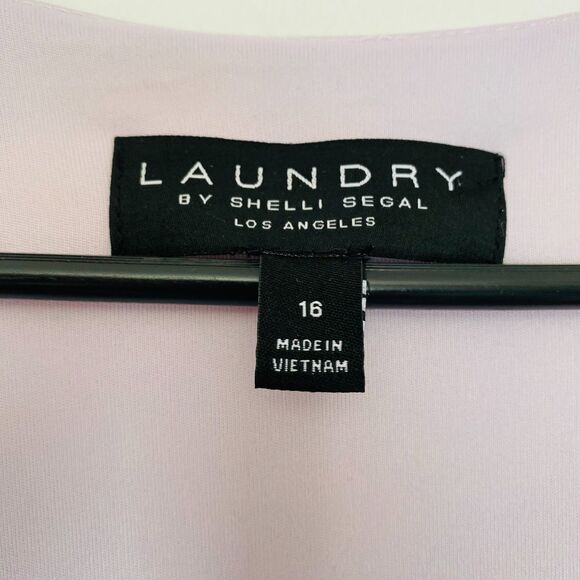 LAUNDRY
BY SHELLI SEGAL
LOS ANGELES
16
MADE IN
VIETNAM